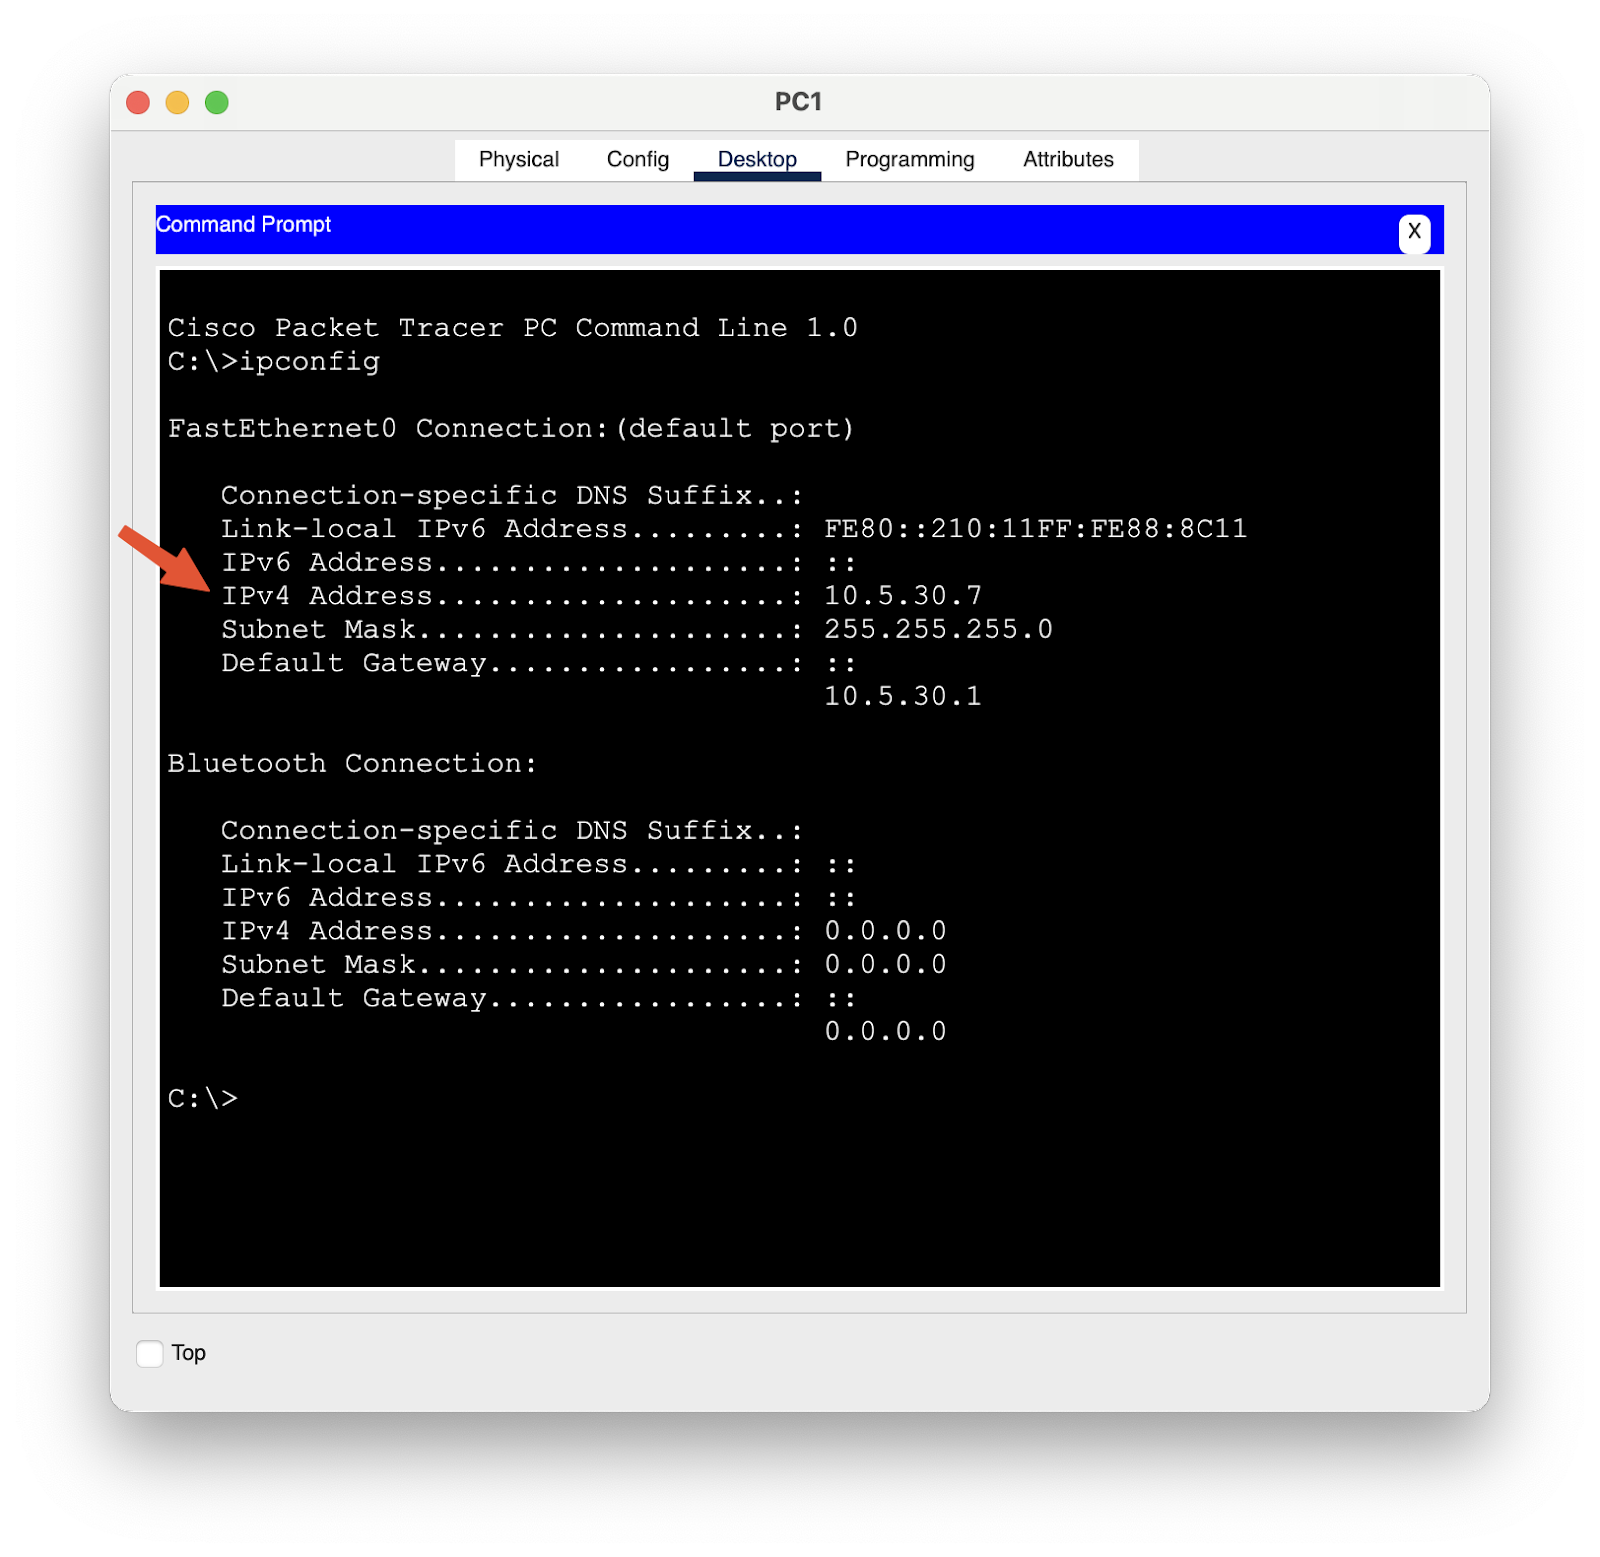 PC1
Physical Config Desktop Programming Attributes
Command Prompt X
Cisco Packet Tracer PC Command Line 1.0
C:\>ipconfig
FastEthernet0 Connection:(default port)
Connection-specific DNS Suffix..:
Link-local IPv6 Address.........: FE80::210:11FF:FE88:8C11
IPv6 Address....................: ::
IPv4 Address....................: 10.5.30.7
Subnet Mask.....................: 255.255.255.0
Default Gateway.................: ::
10.5.30.1
Bluetooth Connection:
Connection-specific DNS Suffix..:
Link-local IPv6 Address.........: ::
IPv6 Address....................: ::
IPv4 Address....................: 0.0.0.0
Subnet Mask.....................: 0.0.0.0
Default Gateway.................: ::
0.0.0.0
C:\>
Top